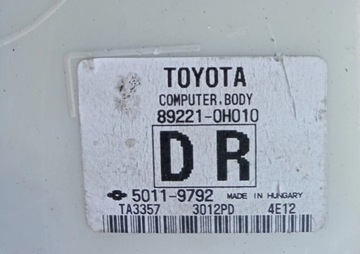 TOYOTA
COMPUTER, BODY
89221-0H010
D R
5011-9792 MADE IN HUNGARY
TA3357 3012PD 4E12